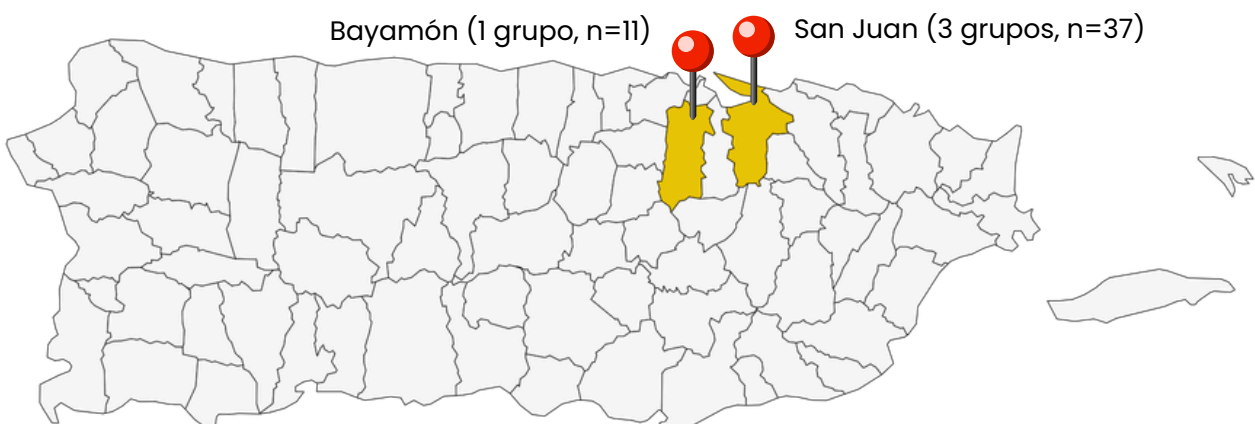 Bayamón (1 grupo, n=11)
San Juan (3 grupos, n=37)